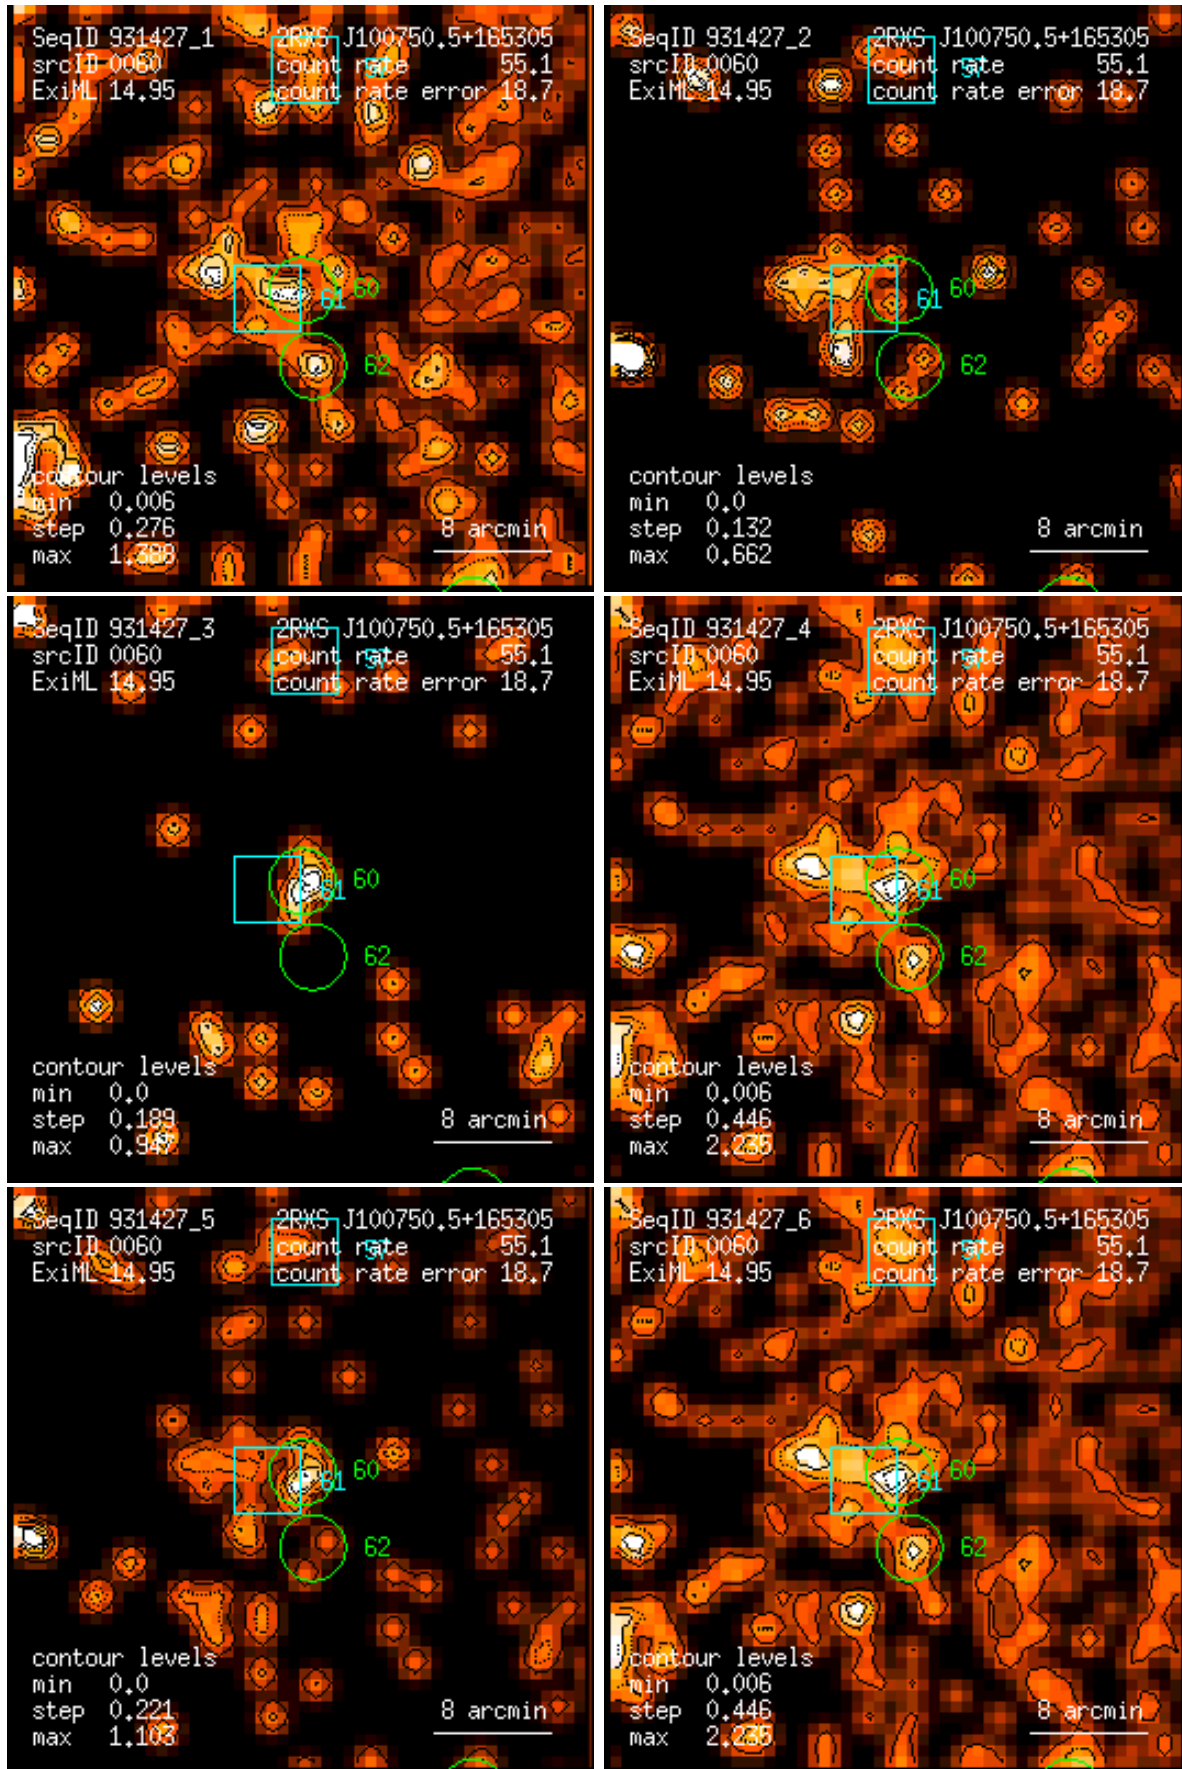 SeqID 931427_1 2RXS J100750.5+165305
srcID 0060 count rate 55.1
ExiML 14.95 count rate error 18.7
60
61
62
contour levels
min 0.006
step 0.276
max 1.388
8 arcmin
SeqID 931427_2 2RXS J100750.5+165305
srcID 0060 count rate 55.1
ExiML 14.95 count rate error 18.7
60
61
62
contour levels
min 0.0
step 0.132
max 0.662
8 arcmin
SeqID 931427_3 2RXS J100750.5+165305
srcID 0060 count rate 55.1
ExiML 14.95 count rate error 18.7
60
61
62
contour levels
min 0.0
step 0.189
max 0.947
8 arcmin
SeqID 931427_4 2RXS J100750.5+165305
srcID 0060 count rate 55.1
ExiML 14.95 count rate error 18.7
60
61
62
contour levels
min 0.006
step 0.446
max 2.235
8 arcmin
SeqID 931427_5 2RXS J100750.5+165305
srcID 0060 count rate 55.1
ExiML 14.95 count rate error 18.7
60
61
62
contour levels
min 0.0
step 0.221
max 1.103
8 arcmin
SeqID 931427_6 2RXS J100750.5+165305
srcID 0060 count rate 55.1
ExiML 14.95 count rate error 18.7
60
61
62
contour levels
min 0.006
step 0.446
max 2.235
8 arcmin